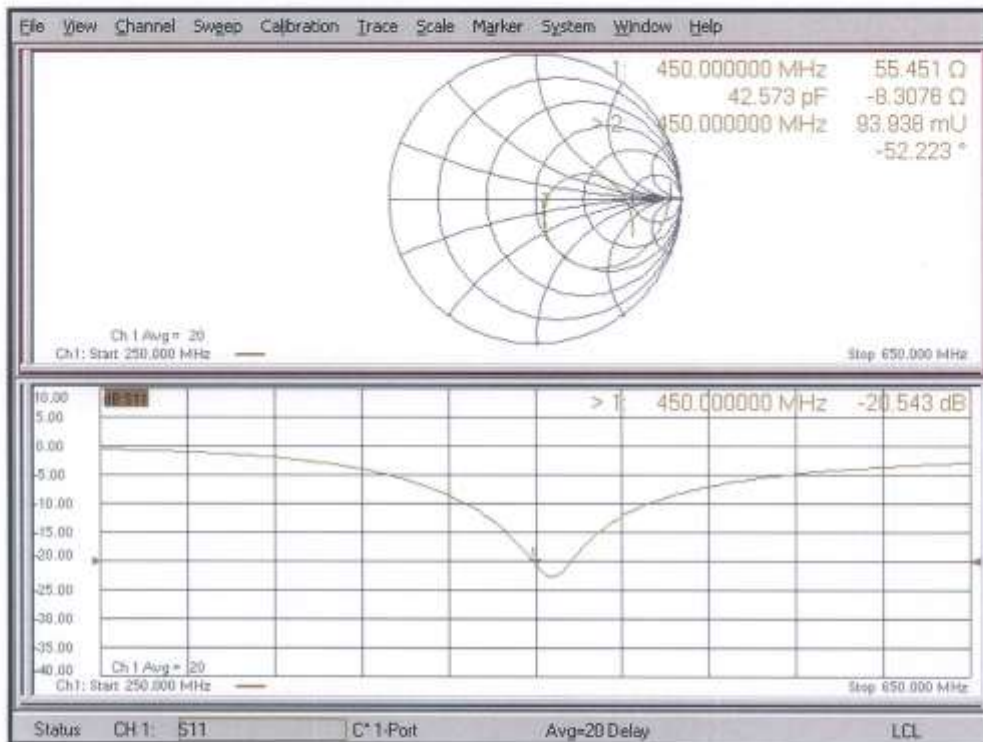 File View Channel Sweep Calibration Trace Scale Marker System Window Help
1: 450.000000 MHz 55.451 Ω
42.573 pF -8.3076 Ω
> 2: 450.000000 MHz 93.938 mU
-52.223 °
Ch 1 Avg = 20
Ch1: Start 250.000 MHz
Stop 650.000 MHz
10.00
dB S11
> 1: 450.000000 MHz -20.543 dB
5.00
0.00
-5.00
-10.00
-15.00
-20.00
-25.00
-30.00
-35.00
-40.00
Ch 1 Avg = 20
Ch1: Start 250.000 MHz
Stop 650.000 MHz
Status CH 1: S11 C* 1-Port Avg=20 Delay LCL